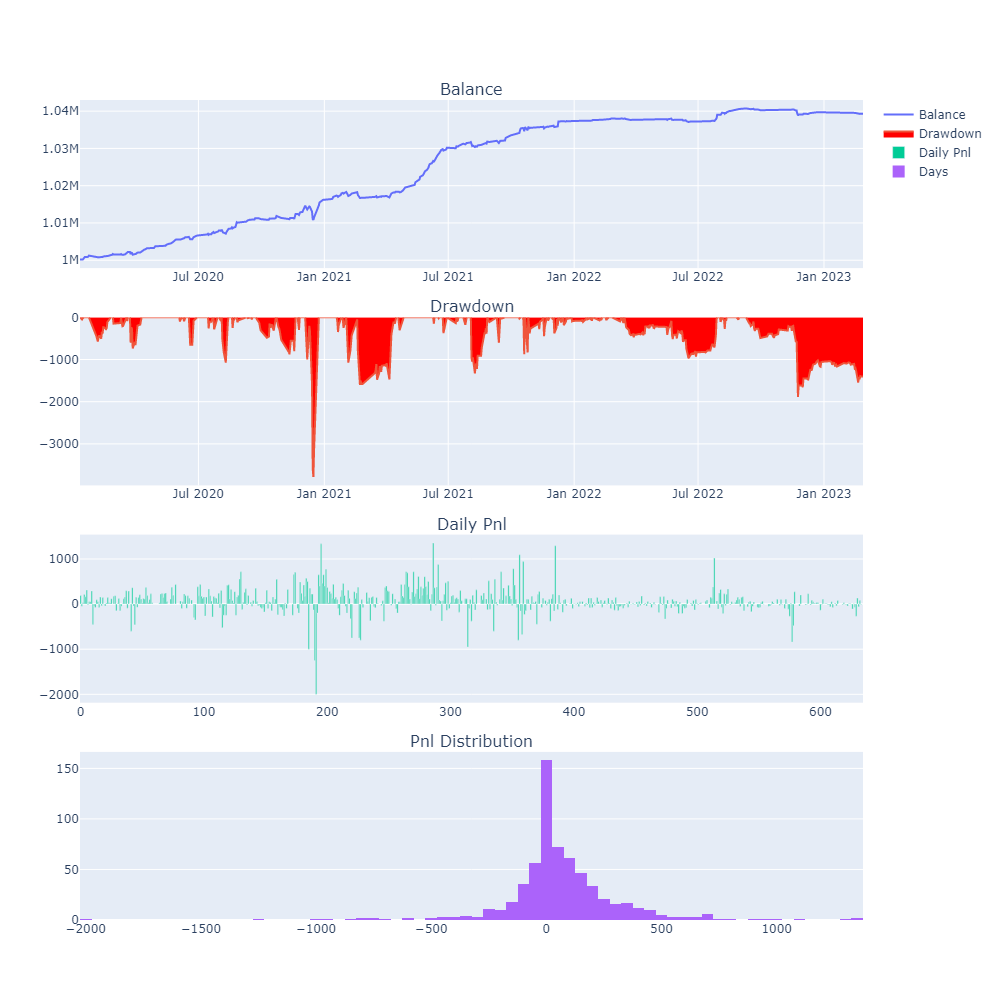 Balance
1.04M
1.03M
1.02M
1.01M
1M
Jul 2020 Jan 2021 Jul 2021 Jan 2022 Jul 2022 Jan 2023
Balance
Drawdown
Daily Pnl
Days
Drawdown
0
−1000
−2000
−3000
Jul 2020 Jan 2021 Jul 2021 Jan 2022 Jul 2022 Jan 2023
Daily Pnl
1000
0
−1000
−2000
0 100 200 300 400 500 600
Pnl Distribution
150
100
50
0
−2000 −1500 −1000 −500 0 500 1000